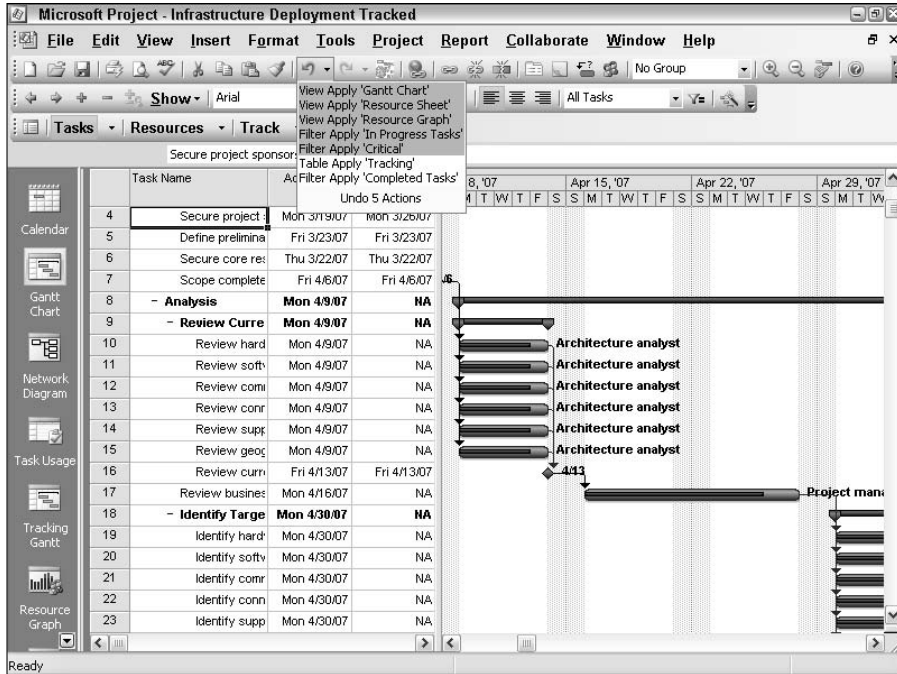 Microsoft Project - Infrastructure Deployment Tracked
File Edit View Insert Format Tools Project Report Collaborate Window Help
No Group
Show Arial All Tasks
Tasks Resources Track
View Apply 'Gantt Chart'
View Apply 'Resource Sheet'
View Apply 'Resource Graph'
Filter Apply 'In Progress Tasks'
Filter Apply 'Critical'
Table Apply 'Tracking'
Filter Apply 'Completed Tasks'
Undo 5 Actions
Secure project sponsor
Task Name 8, '07 Apr 15, '07 Apr 22, '07 Apr 29, '07
T W T F S S M T W T F S S M T W T F S S M T W
4 Secure project Mon 3/19/07 Mon 3/26/07
5 Define prelimina Fri 3/23/07 Fri 3/23/07
6 Secure core re Thu 3/22/07 Thu 3/22/07
7 Scope complete Fri 4/6/07 Fri 4/6/07 /6
8 - Analysis Mon 4/9/07 NA
9 - Review Curre Mon 4/9/07 NA
10 Review hard Mon 4/9/07 NA Architecture analyst
11 Review soft Mon 4/9/07 NA Architecture analyst
12 Review com Mon 4/9/07 NA Architecture analyst
13 Review conr Mon 4/9/07 NA Architecture analyst
14 Review supp Mon 4/9/07 NA Architecture analyst
15 Review geog Mon 4/9/07 NA Architecture analyst
16 Review curr Fri 4/13/07 Fri 4/13/07 4/13
17 Review busines Mon 4/16/07 NA Project mana
18 - Identify Targe Mon 4/30/07 NA
19 Identify hard Mon 4/30/07 NA
20 Identify softv Mon 4/30/07 NA
21 Identify comr Mon 4/30/07 NA
22 Identify conn Mon 4/30/07 NA
23 Identify supp Mon 4/30/07 NA
Calendar
Gantt
Chart
Network
Diagram
Task Usage
Tracking
Gantt
Resource
Graph
Ready